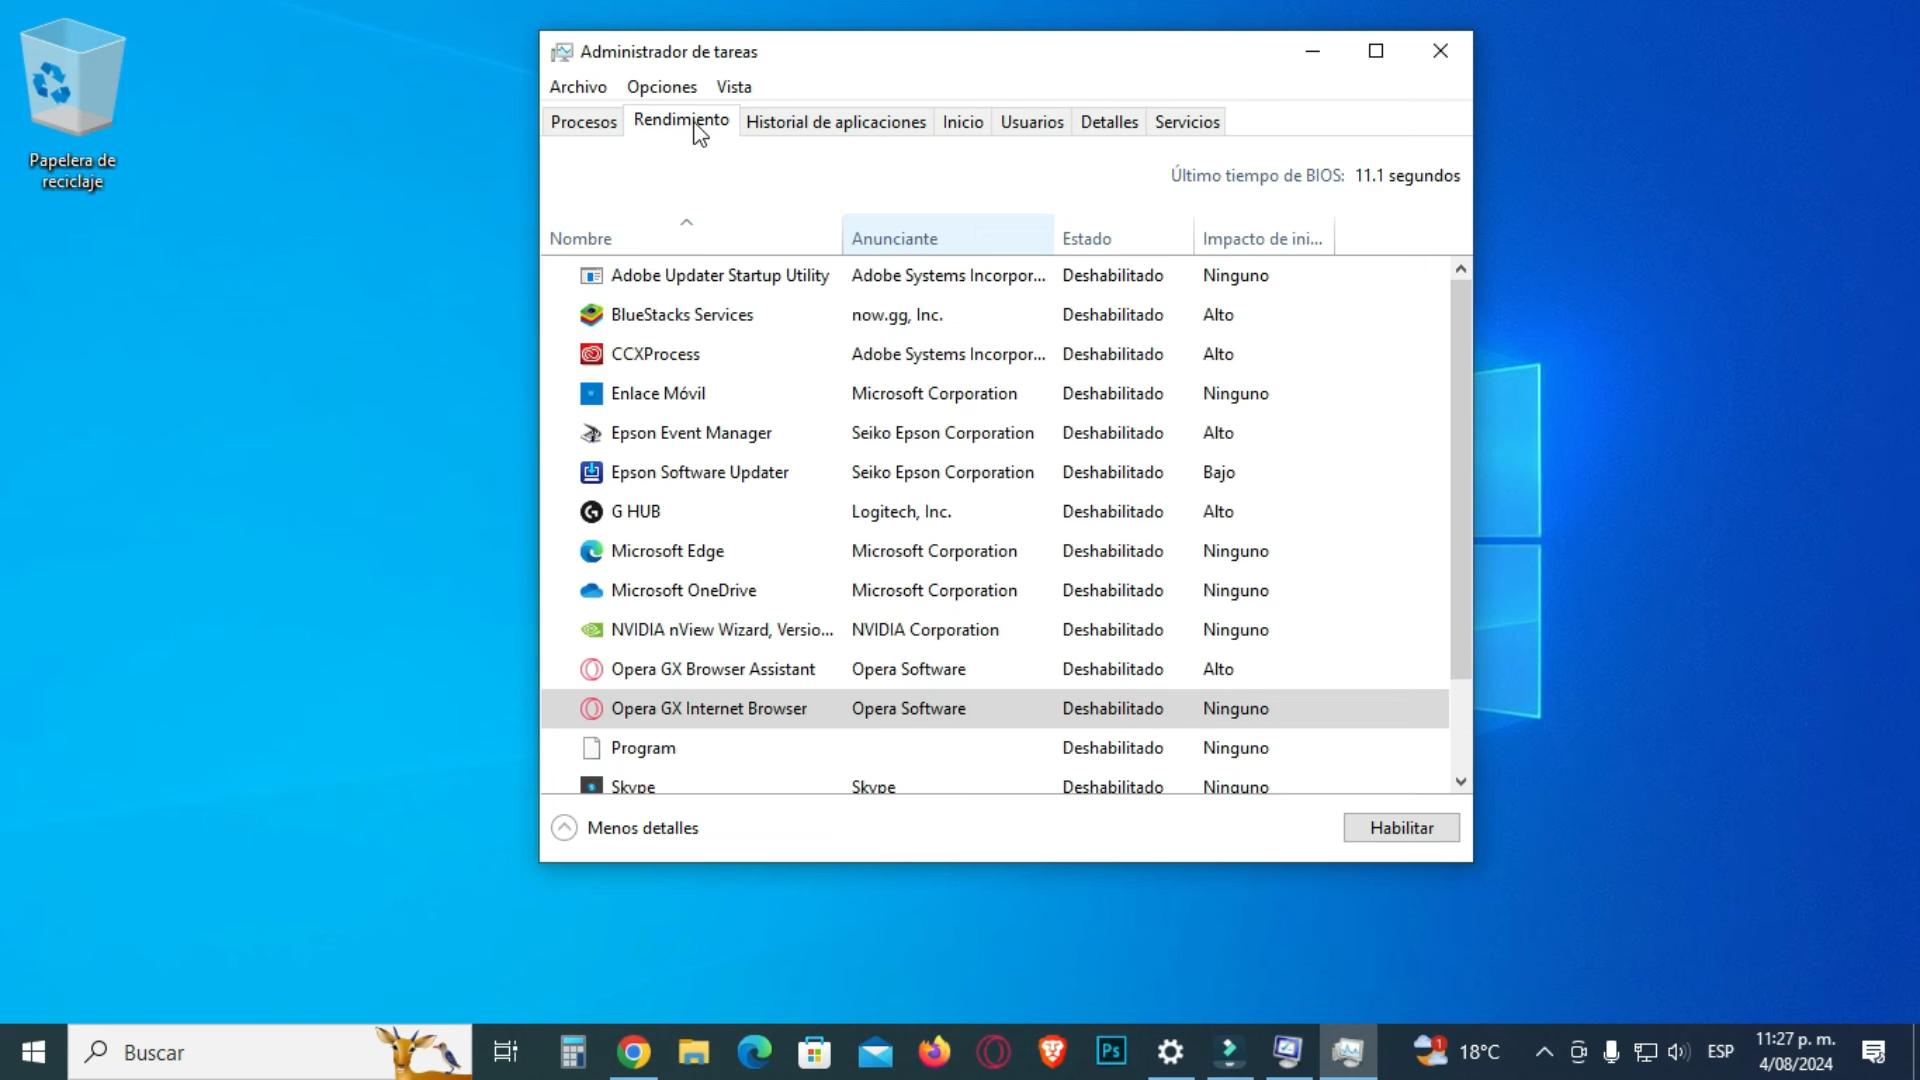 Papelera de
reciclaje
Administrador de tareas
Archivo Opciones Vista
Procesos Rendimiento Historial de aplicaciones Inicio Usuarios Detalles Servicios
Último tiempo de BIOS: 11.1 segundos
Nombre Anunciante Estado Impacto de ini...
Adobe Updater Startup Utility Adobe Systems Incorpor... Deshabilitado Ninguno
BlueStacks Services now.gg, Inc. Deshabilitado Alto
CCXProcess Adobe Systems Incorpor... Deshabilitado Alto
Enlace Móvil Microsoft Corporation Deshabilitado Ninguno
Epson Event Manager Seiko Epson Corporation Deshabilitado Alto
Epson Software Updater Seiko Epson Corporation Deshabilitado Bajo
G HUB Logitech, Inc. Deshabilitado Alto
Microsoft Edge Microsoft Corporation Deshabilitado Ninguno
Microsoft OneDrive Microsoft Corporation Deshabilitado Ninguno
NVIDIA nView Wizard, Versio... NVIDIA Corporation Deshabilitado Ninguno
Opera GX Browser Assistant Opera Software Deshabilitado Alto
Opera GX Internet Browser Opera Software Deshabilitado Ninguno
Program Deshabilitado Ninguno
Skype Skype Deshabilitado Ninguno
Menos detalles Habilitar
Buscar
Ps
1
18°C
ESP
11:27 p. m.
4/08/2024